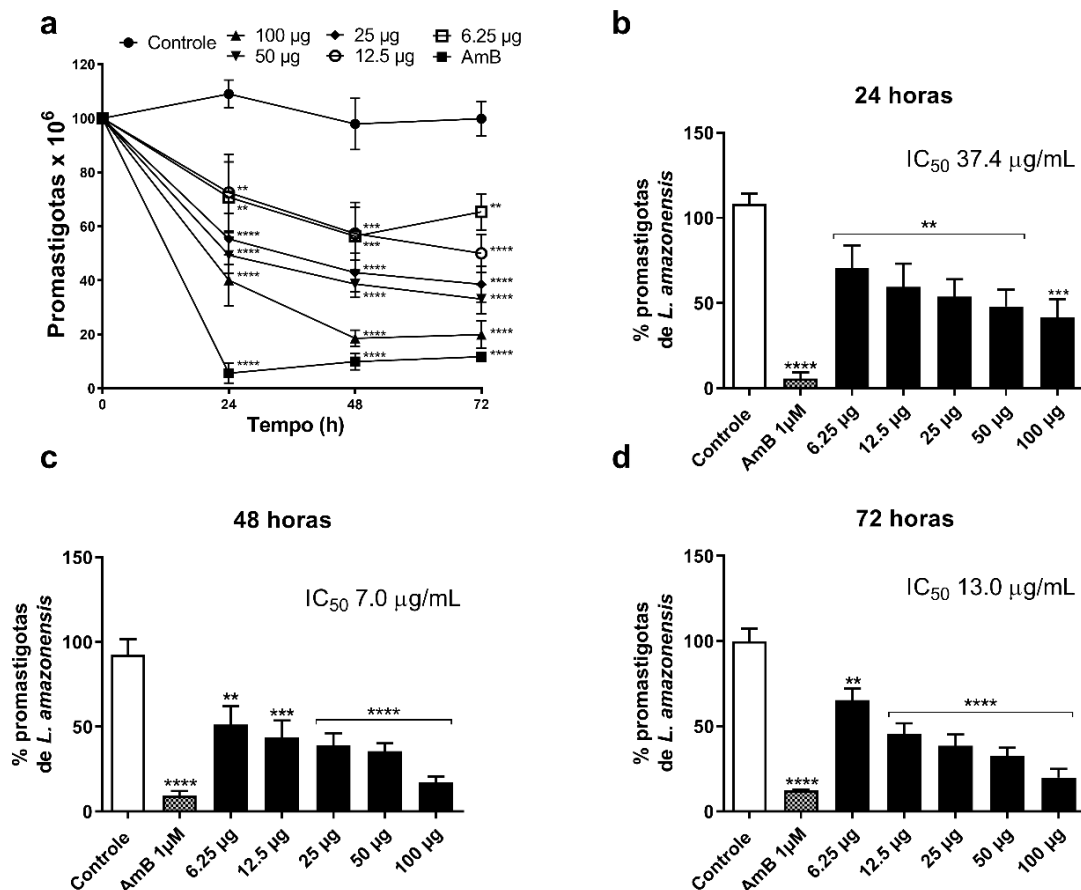 a
Controle
100 µg
50 µg
25 µg
12.5 µg
6.25 µg
AmB
Promastigotas x 10⁶
120
100
80
60
40
20
0
**
**
****
****
****
****
***
***
****
****
****
****
**
****
****
****
****
****
0
24
48
72
Tempo (h)
b
24 horas
IC₅₀ 37.4 µg/mL
% promastigotas
de L. amazonensis
150
100
50
0
****
**
***
Controle
AmB 1µM
6.25 µg
12.5 µg
25 µg
50 µg
100 µg
c
48 horas
IC₅₀ 7.0 µg/mL
% promastigotas
de L. amazonensis
150
100
50
0
****
**
***
****
Controle
AmB 1µM
6.25 µg
12.5 µg
25 µg
50 µg
100 µg
d
72 horas
IC₅₀ 13.0 µg/mL
% promastigotas
de L. amazonensis
150
100
50
0
****
**
****
Controle
AmB 1µM
6.25 µg
12.5 µg
25 µg
50 µg
100 µg